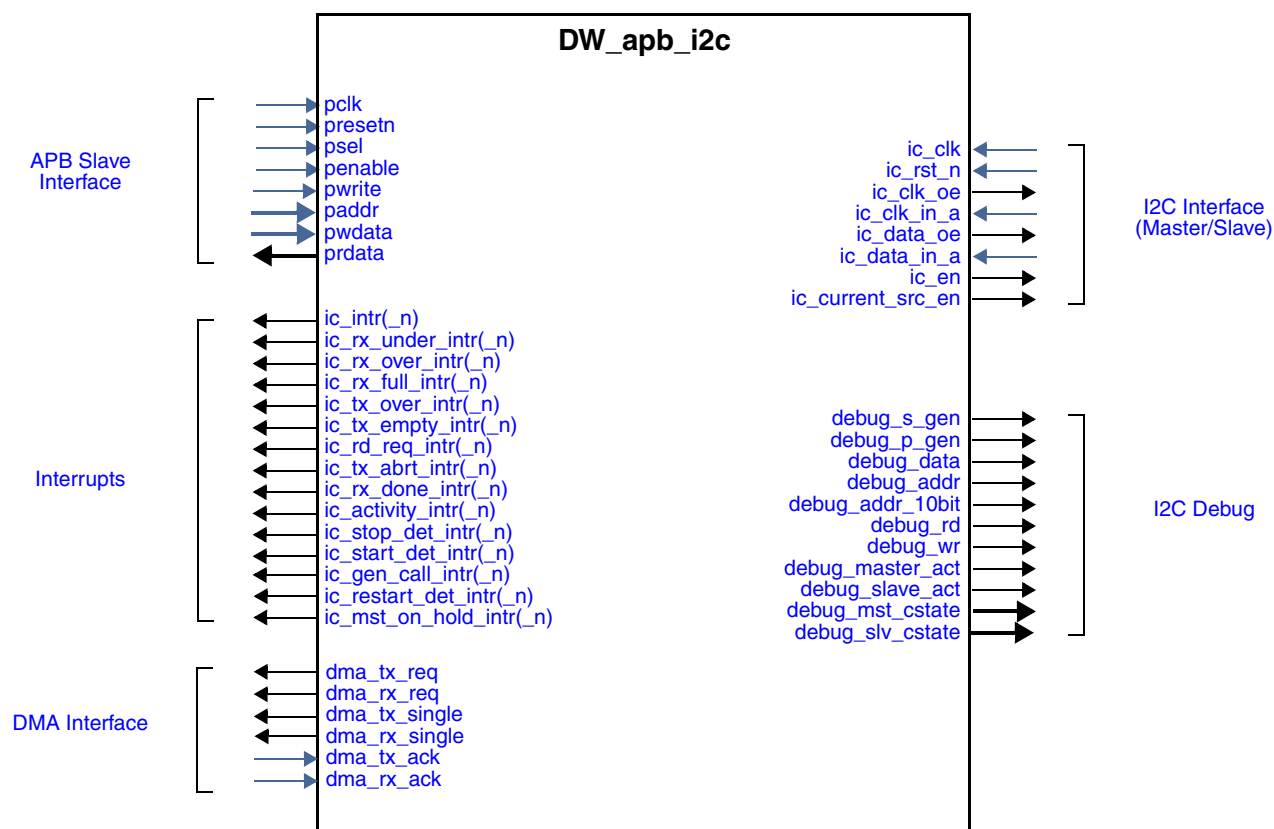 DW_apb_i2c
APB Slave
Interface
pclk
presetn
psel
penable
pwrite
paddr
pwdata
prdata
Interrupts
ic_intr(_n)
ic_rx_under_intr(_n)
ic_rx_over_intr(_n)
ic_rx_full_intr(_n)
ic_tx_over_intr(_n)
ic_tx_empty_intr(_n)
ic_rd_req_intr(_n)
ic_tx_abrt_intr(_n)
ic_rx_done_intr(_n)
ic_activity_intr(_n)
ic_stop_det_intr(_n)
ic_start_det_intr(_n)
ic_gen_call_intr(_n)
ic_restart_det_intr(_n)
ic_mst_on_hold_intr(_n)
DMA Interface
dma_tx_req
dma_rx_req
dma_tx_single
dma_rx_single
dma_tx_ack
dma_rx_ack
ic_clk
ic_rst_n
ic_clk_oe
ic_clk_in_a
ic_data_oe
ic_data_in_a
ic_en
ic_current_src_en
I2C Interface
(Master/Slave)
debug_s_gen
debug_p_gen
debug_data
debug_addr
debug_addr_10bit
debug_rd
debug_wr
debug_master_act
debug_slave_act
debug_mst_cstate
debug_slv_cstate
I2C Debug